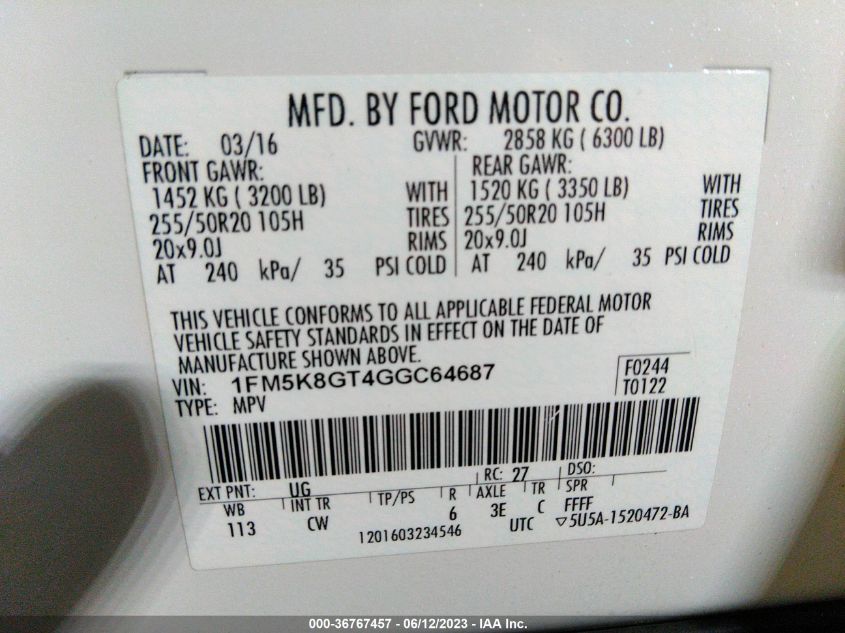 MFD. BY FORD MOTOR CO.
DATE: 03/16 GVWR: 2858 KG ( 6300 LB)
FRONT GAWR: REAR GAWR:
1452 KG ( 3200 LB) WITH 1520 KG ( 3350 LB) WITH
255/50R20 105H TIRES 255/50R20 105H TIRES
20x9.0J RIMS 20x9.0J RIMS
AT 240 kPa/ 35 PSI COLD AT 240 kPa/ 35 PSI COLD
THIS VEHICLE CONFORMS TO ALL APPLICABLE FEDERAL MOTOR
VEHICLE SAFETY STANDARDS IN EFFECT ON THE DATE OF
MANUFACTURE SHOWN ABOVE.
VIN: 1FM5K8GT4GGC64687 F0244
TYPE: MPV T0122
EXT PNT: UG RC: 27 DSO:
WB INT TR TP/PS R AXLE TR SPR
113 CW 6 3E C FFFF
1201603234546 UTC ▽5U5A-1520472-BA
000-36767457 - 06/12/2023 - IAA Inc.